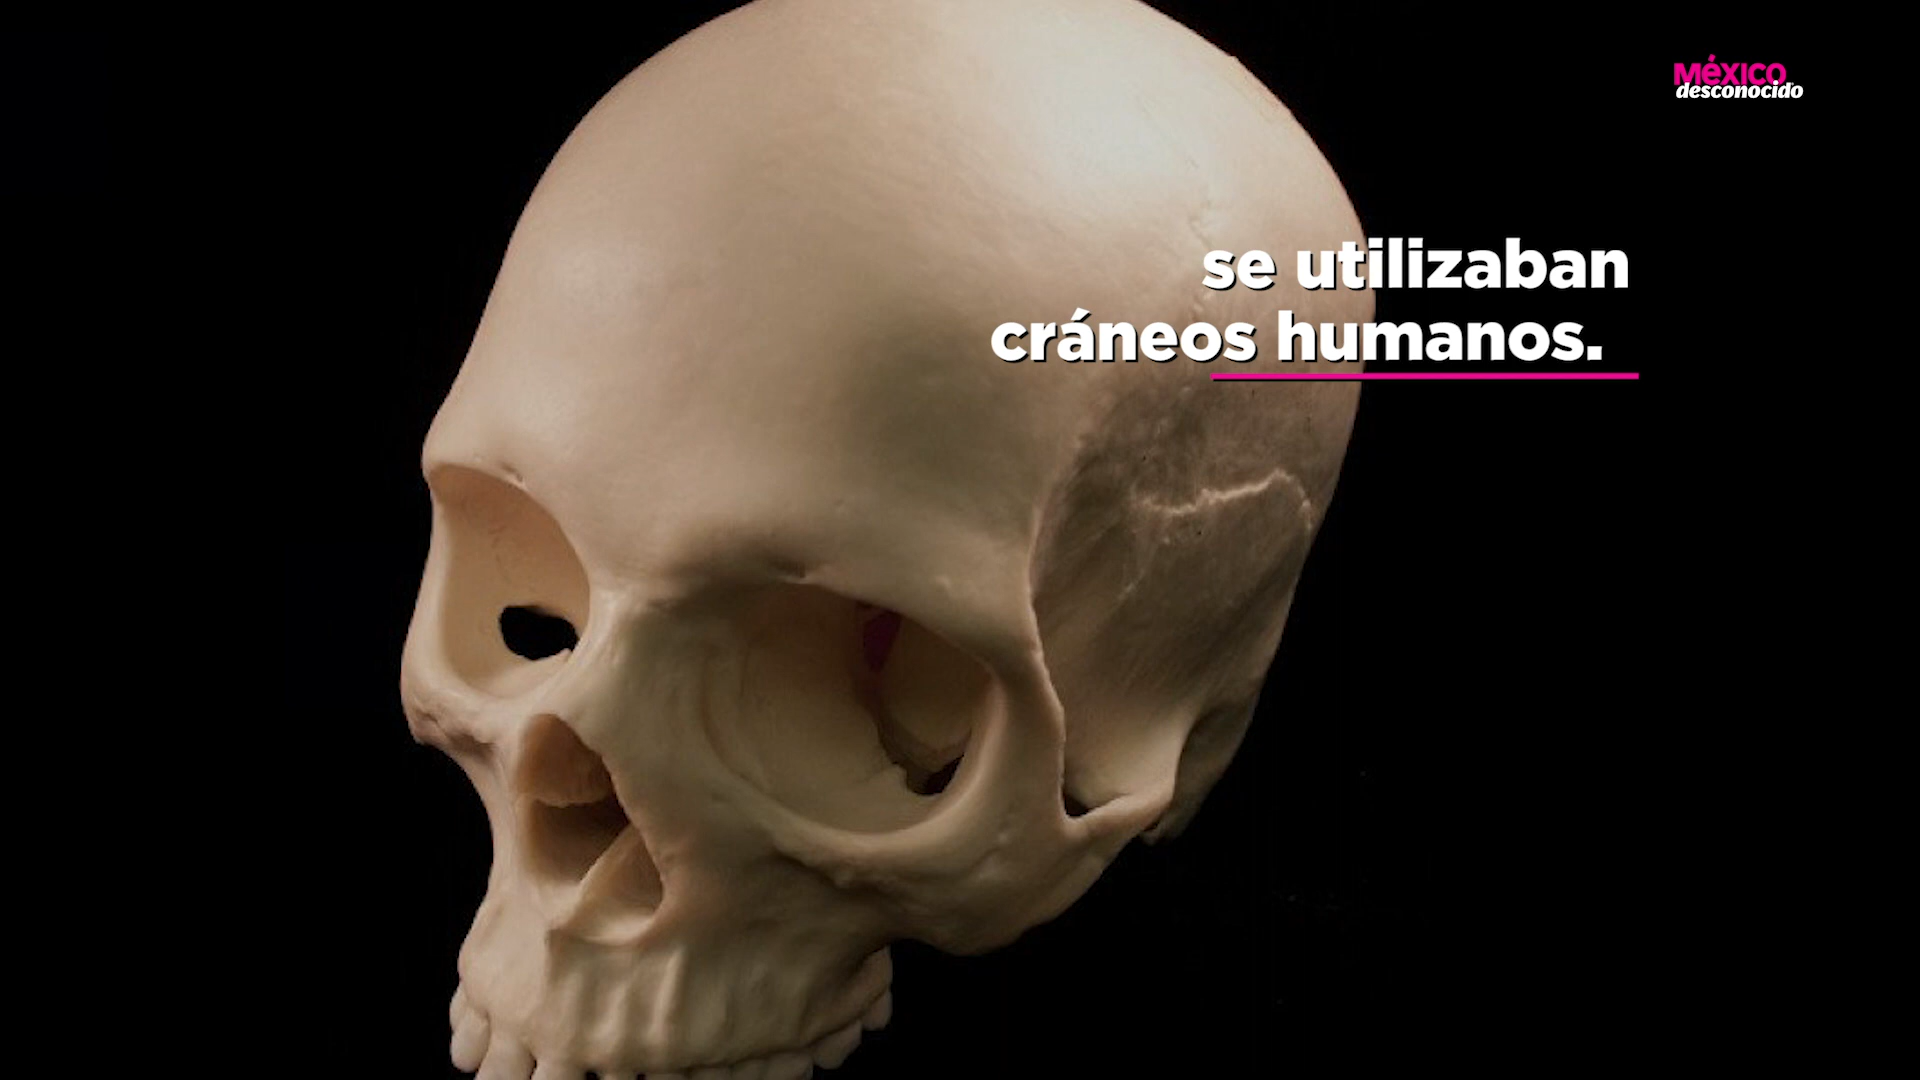 México
desconocido
se utilizaban
cráneos humanos.